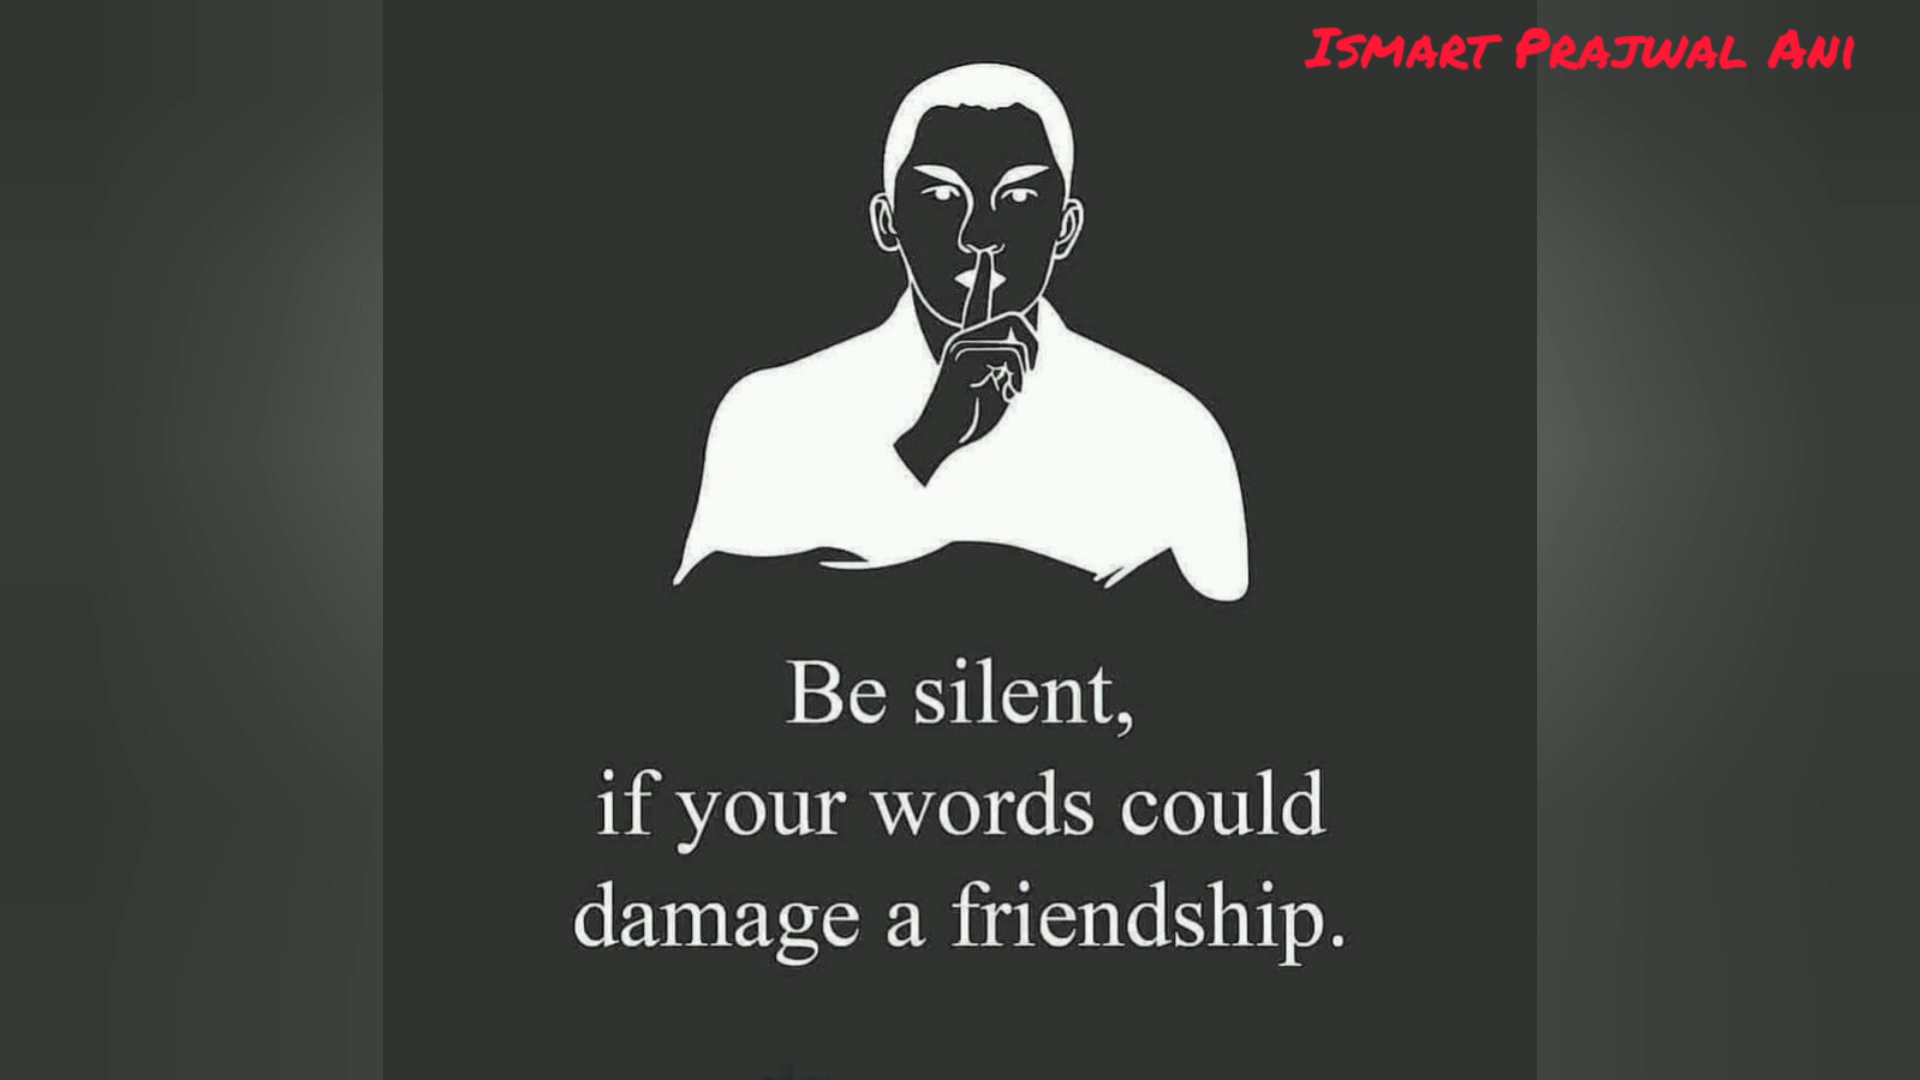 Ismart Prajwal Ani
Be silent,
if your words could
damage a friendship.